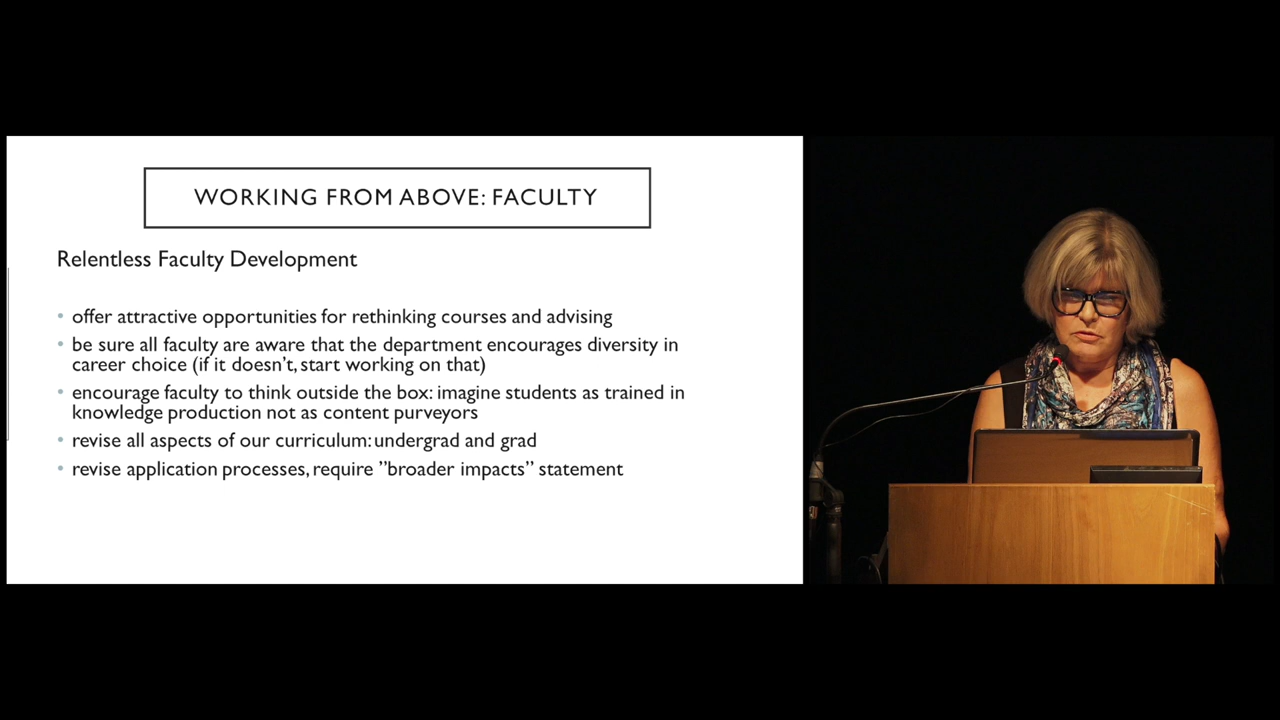 WORKING FROM ABOVE: FACULTY
Relentless Faculty Development
• offer attractive opportunities for rethinking courses and advising
• be sure all faculty are aware that the department encourages diversity in
career choice (if it doesn’t, start working on that)
• encourage faculty to think outside the box: imagine students as trained in
knowledge production not as content purveyors
• revise all aspects of our curriculum: undergrad and grad
• revise application processes, require ”broader impacts” statement